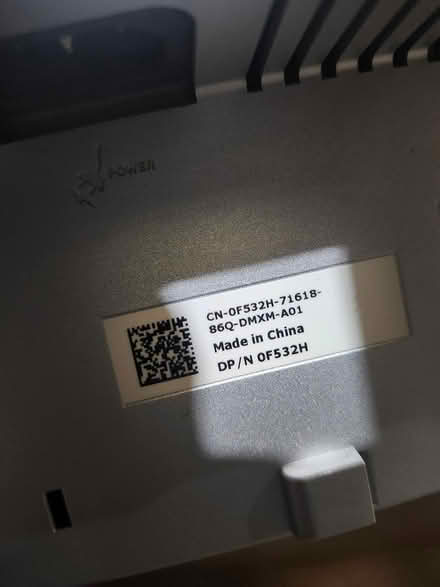 POWER
CN-0F532H-71618-
86Q-DMXM-A01
Made in China
DP/N 0F532H